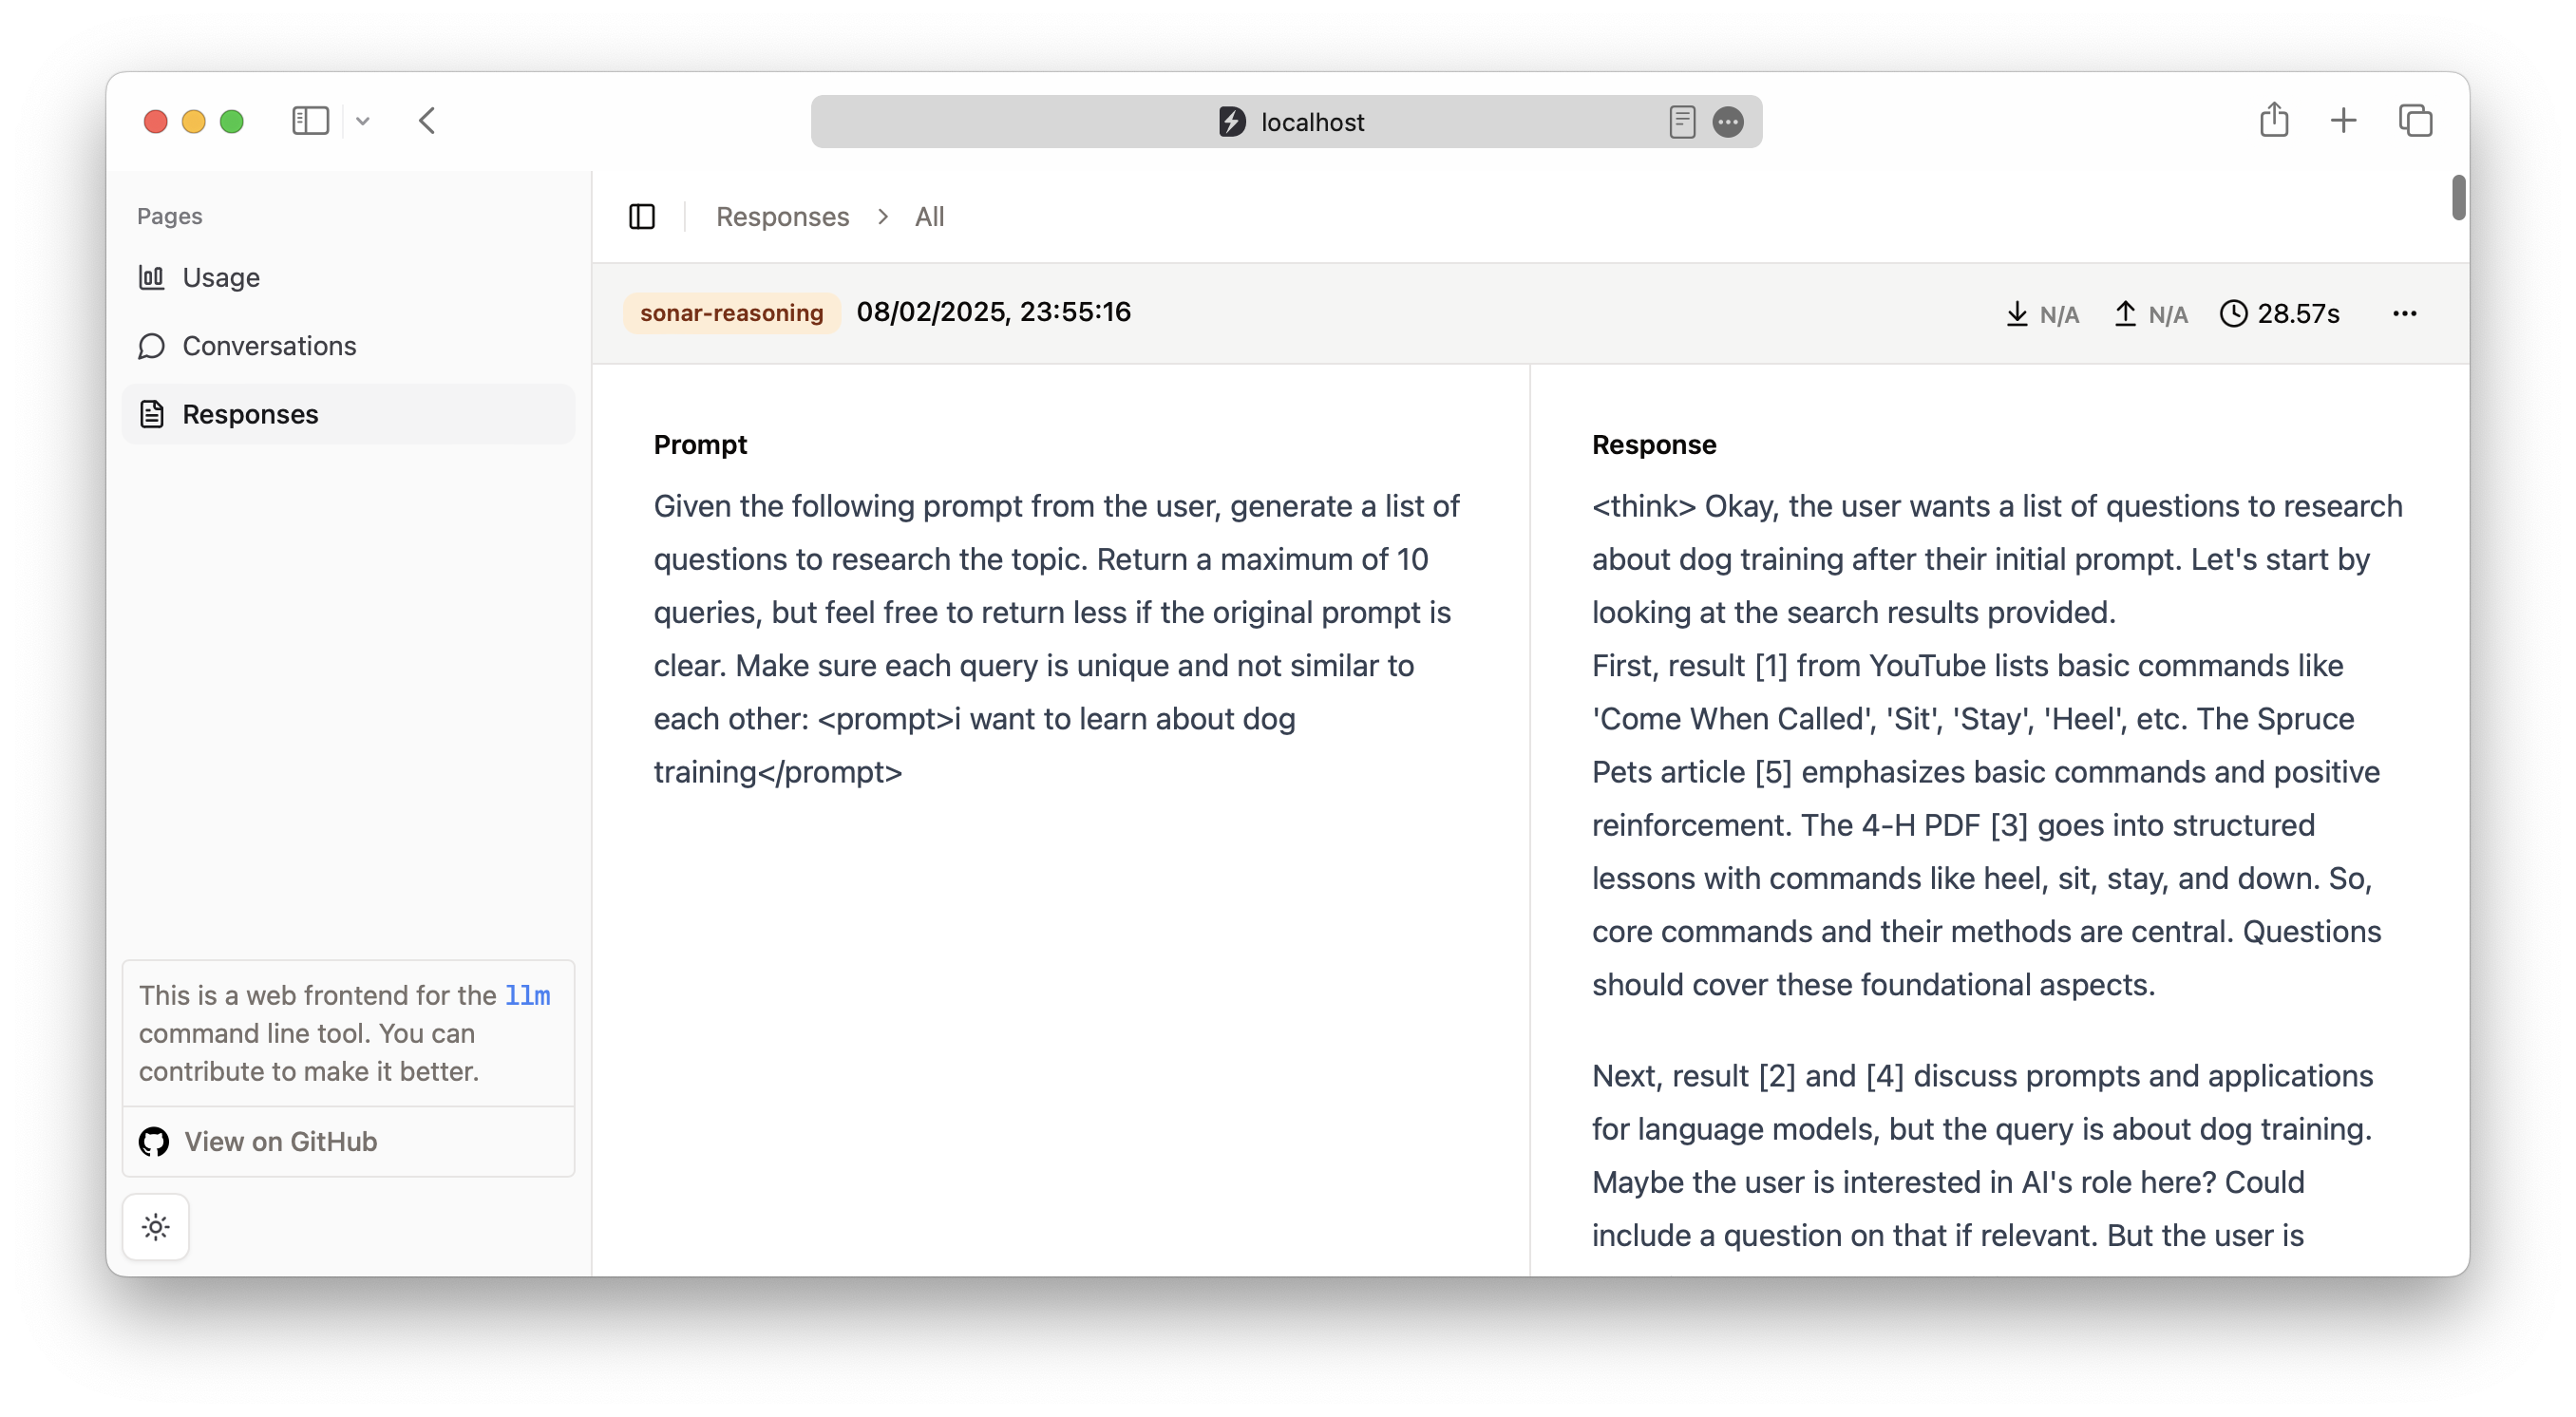 localhost
Pages
Usage
Conversations
Responses
This is a web frontend for the llm
command line tool. You can
contribute to make it better.
View on GitHub
Responses > All
sonar-reasoning 08/02/2025, 23:55:16 N/A N/A 28.57s
Prompt
Given the following prompt from the user, generate a list of
questions to research the topic. Return a maximum of 10
queries, but feel free to return less if the original prompt is
clear. Make sure each query is unique and not similar to
each other: <prompt>i want to learn about dog
training</prompt>
Response
<think> Okay, the user wants a list of questions to research
about dog training after their initial prompt. Let's start by
looking at the search results provided.
First, result [1] from YouTube lists basic commands like
'Come When Called', 'Sit', 'Stay', 'Heel', etc. The Spruce
Pets article [5] emphasizes basic commands and positive
reinforcement. The 4-H PDF [3] goes into structured
lessons with commands like heel, sit, stay, and down. So,
core commands and their methods are central. Questions
should cover these foundational aspects.
Next, result [2] and [4] discuss prompts and applications
for language models, but the query is about dog training.
Maybe the user is interested in AI's role here? Could
include a question on that if relevant. But the user is